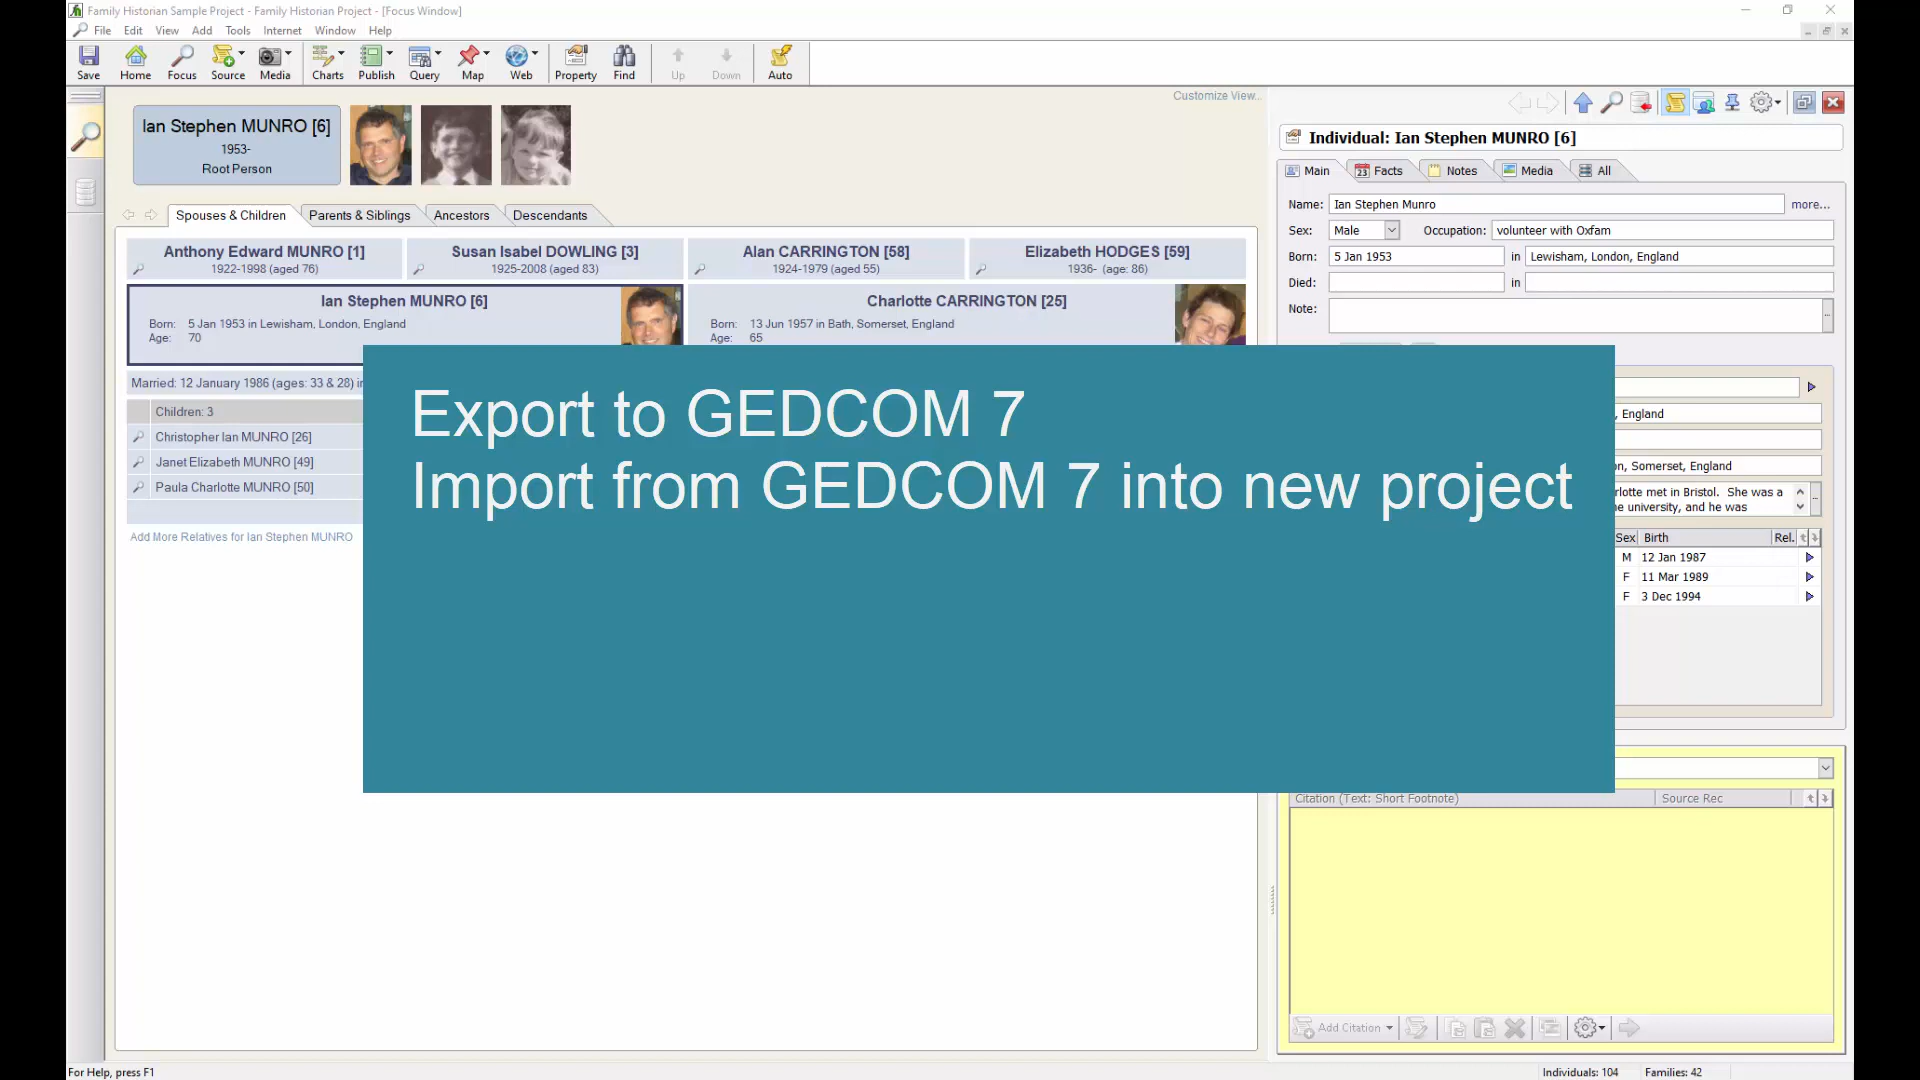 Family Historian Sample Project - Family Historian Project - [Focus Window]
File Edit View Add Tools Internet Window Help
Save Home Focus Source Media Charts Publish Query Map Web Property Find Up Down Auto
Customize View...
Ian Stephen MUNRO [6]
1953-
Root Person
Spouses & Children Parents & Siblings Ancestors Descendants
Anthony Edward MUNRO [1] Susan Isabel DOWLING [3] Alan CARRINGTON [58] Elizabeth HODGES [59]
1922-1998 (aged 76) 1925-2008 (aged 83) 1924-1979 (aged 55) 1936- (age: 86)
Ian Stephen MUNRO [6] Charlotte CARRINGTON [25]
Born: 5 Jan 1953 in Lewisham, London, England Born: 13 Jun 1957 in Bath, Somerset, England
Age: 70 Age: 65
Married: 12 January 1986 (ages: 33 & 28) in
Children: 3
Christopher Ian MUNRO [26]
Janet Elizabeth MUNRO [49]
Paula Charlotte MUNRO [50]
Add More Relatives for Ian Stephen MUNRO
Export to GEDCOM 7
Import from GEDCOM 7 into new project
Individual: Ian Stephen MUNRO [6]
Main 23 Facts Notes Media All
Name: Ian Stephen Munro more...
Sex: Male Occupation: volunteer with Oxfam
Born: 5 Jan 1953 in Lewisham, London, England
Died: in
Note:
, England
n, Somerset, England
rlotte met in Bristol. She was a
e university, and he was
Sex Birth Rel.
M 12 Jan 1987
F 11 Mar 1989
F 3 Dec 1994
Citation (Text: Short Footnote) Source Rec
Add Citation
For Help, press F1
Individuals: 104 Families: 42